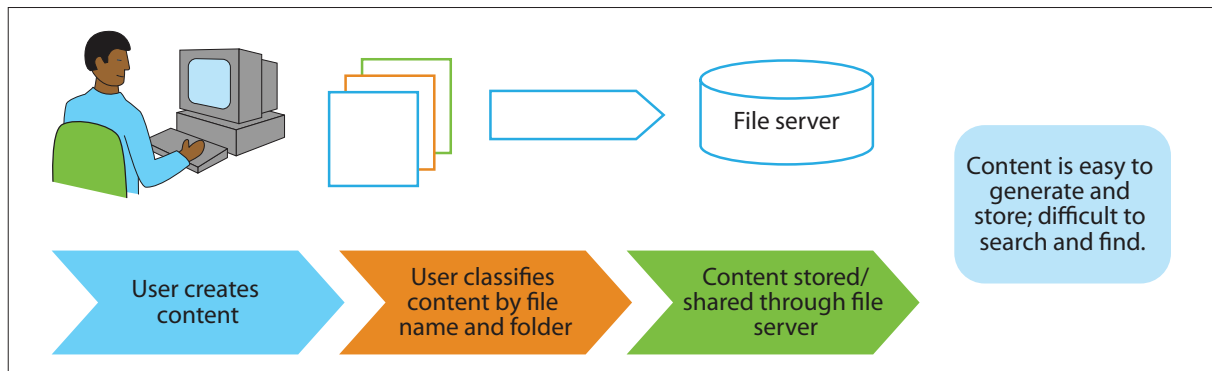 File server
Content is easy to
generate and
store; difficult to
search and find.
User creates
content
User classifies
content by file
name and folder
Content stored/
shared through file
server